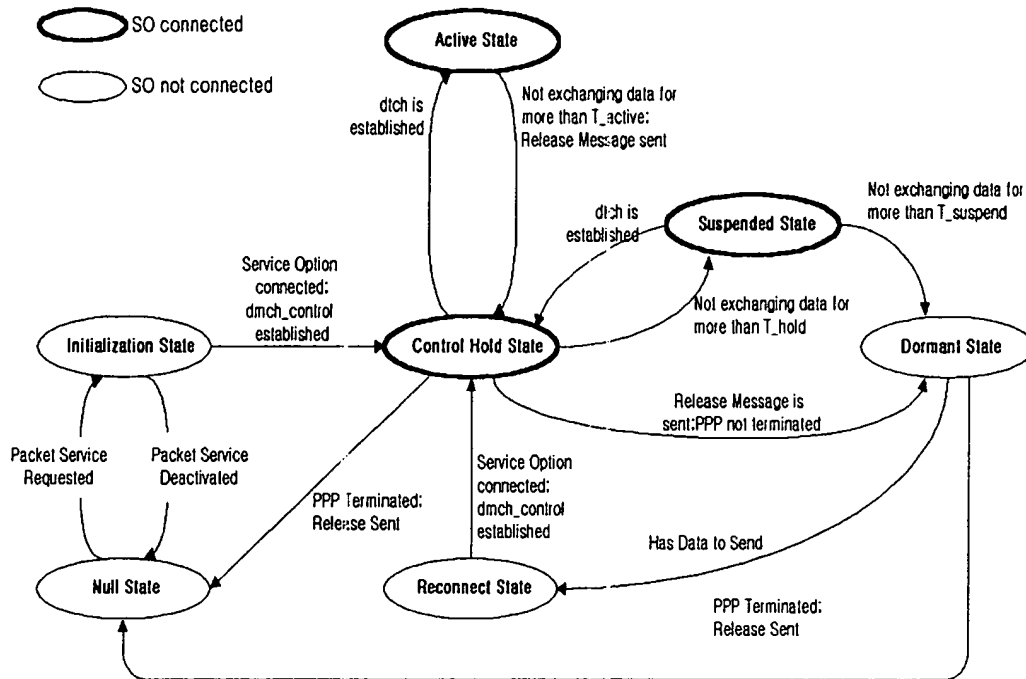 SO connected
SO not connected
Active State
dtch is
established
Not exchanging data for
more than T_active;
Release Message sent
dtch is
established
Suspended State
Not exchanging data for
more than T_suspend
Service Option
connected;
dmch_control
established
Not exchanging data for
more than T_hold
Initialization State
Control Hold State
Dormant State
Release Message is
sent;PPP not terminated
Packet Service
Requested
Packet Service
Deactivated
Service Option
connected;
dmch_control
established
PPP Terminated;
Release Sent
Has Data to Send
Null State
Reconnect State
PPP Terminated;
Release Sent